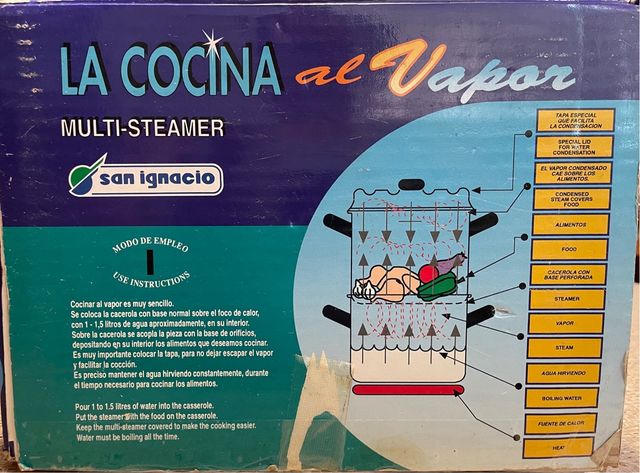 LA COCINA al Vapor
MULTI-STEAMER
san ignacio
MODO DE EMPLEO
USE INSTRUCTIONS
Cocinar al vapor es muy sencillo.
Se coloca la cacerola con base normal sobre el foco de calor,
con 1 - 1,5 litros de agua aproximadamente, en su interior.
Sobre la cacerola se acopla la pieza con la base de orificios,
depositando en su interior los alimentos que deseamos cocinar.
Es muy importante colocar la tapa, para no dejar escapar el vapor
y facilitar la cocción.
Es preciso mantener el agua hirviendo constantemente, durante
el tiempo necesario para cocinar los alimentos.
Pour 1 to 1.5 litres of water into the casserole.
Put the steamer with the food on the casserole.
Keep the multi-steamer covered to make the cooking easier.
Water must be boiling all the time.
TAPA ESPECIAL
QUE FACILITA
LA CONDENSACION
SPECIAL LID
FOR WATER
CONDENSATION
EL VAPOR CONDENSADO
CAE SOBRE LOS
ALIMENTOS.
CONDENSED
STEAM COVERS
FOOD
ALIMENTOS
FOOD
CACEROLA CON
BASE PERFORADA
STEAMER
VAPOR
STEAM
AGUA HIRVIENDO
BOILING WATER
FUENTE DE CALOR
HEAT